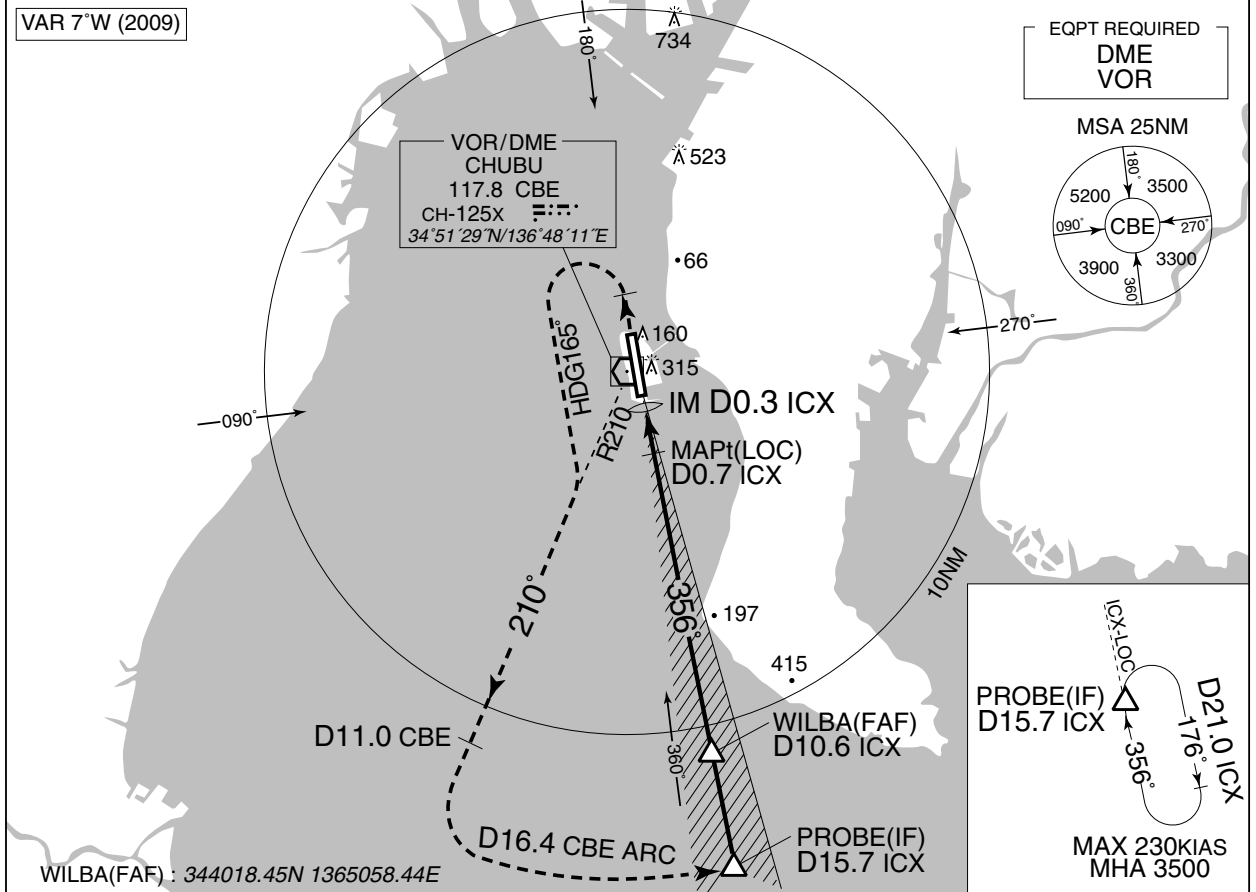 VAR 7°W (2009)
180°
734
EQPT REQUIRED
DME
VOR
MSA 25NM
180°
5200
3500
090°
CBE
270°
3900
3300
360°
VOR/DME
CHUBU
117.8 CBE
CH-125X
34°51´29˝N/136°48´11˝E
523
66
160
315
270°
090°
HDG165°
R210
IM D0.3 ICX
MAPt(LOC)
D0.7 ICX
10NM
210°
356°
197
415
D11.0 CBE
360°
WILBA(FAF)
D10.6 ICX
D16.4 CBE ARC
PROBE(IF)
D15.7 ICX
WILBA(FAF) : 344018.45N 1365058.44E
ICX-LOC
PROBE(IF)
D15.7 ICX
356°
176°
D21.0 ICX
MAX 230KIAS
MHA 3500